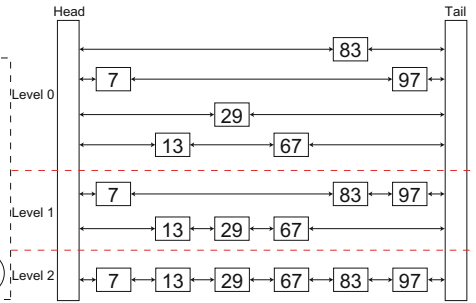 Head Tail
83
7 97
Level 0
29
13 67
7 83 97
Level 1
13 29 67
Level 2 7 13 29 67 83 97